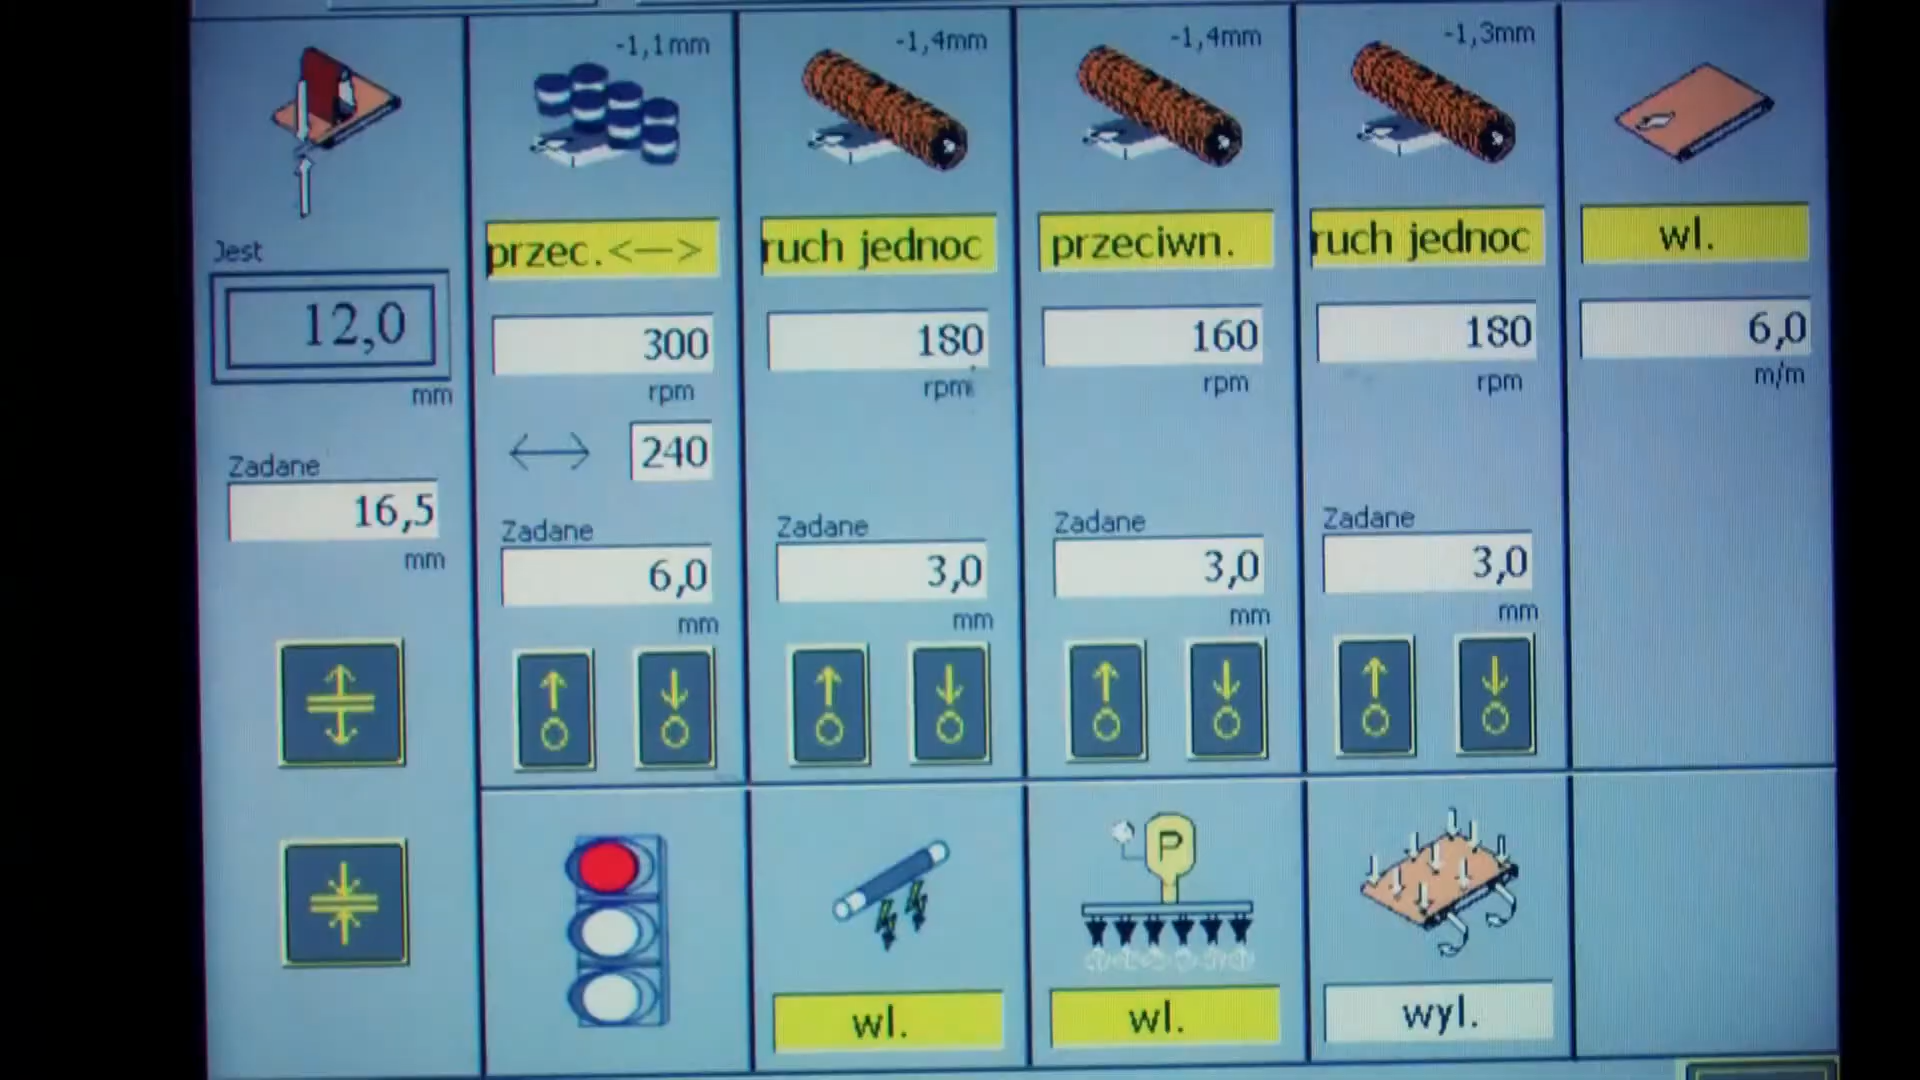 -1,1mm
-1,4mm
-1,4mm
-1,3mm
Jest
12,0
mm
Zadane
16,5
mm
przec.<—>
300
rpm
240
Zadane
6,0
mm
ruch jednoc
180
rpm
Zadane
3,0
mm
przeciwn.
160
rpm
Zadane
3,0
mm
ruch jednoc
180
rpm
Zadane
3,0
mm
wl.
6,0
m/m
wl.
P
wl.
wyl.